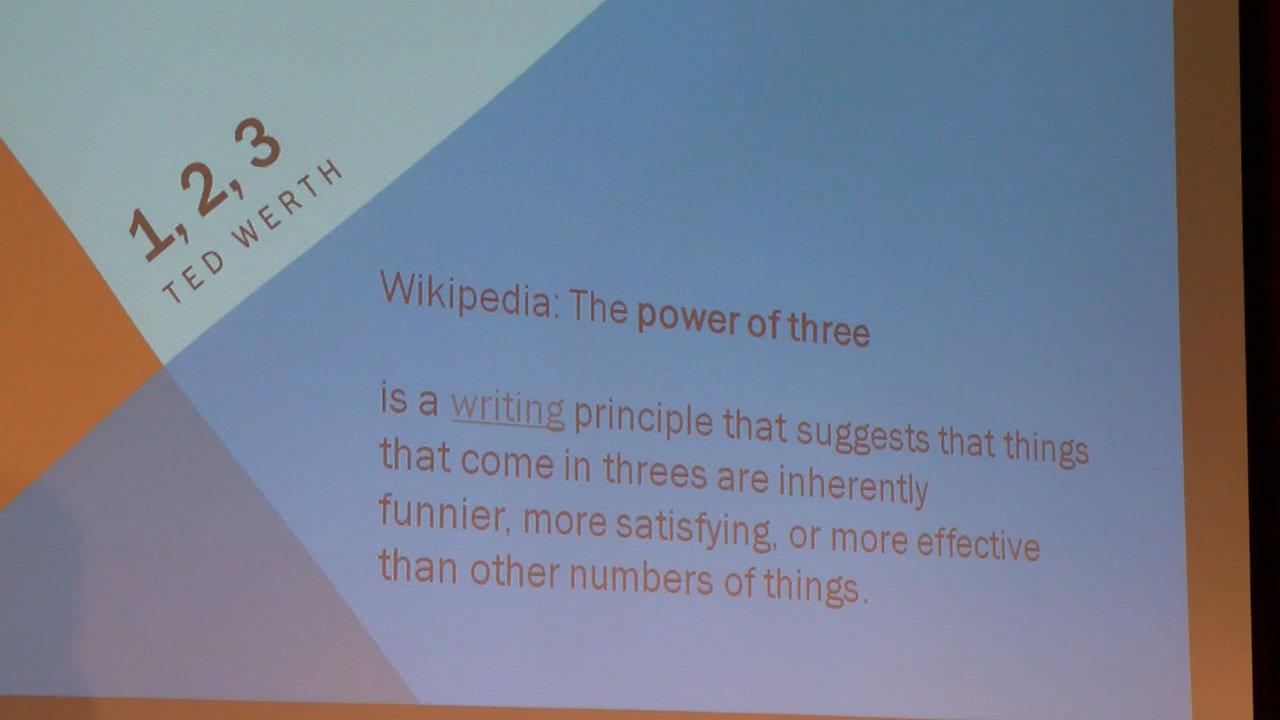 1, 2, 3
TED WERTH
Wikipedia: The power of three
is a writing principle that suggests that things
that come in threes are inherently
funnier, more satisfying, or more effective
than other numbers of things.